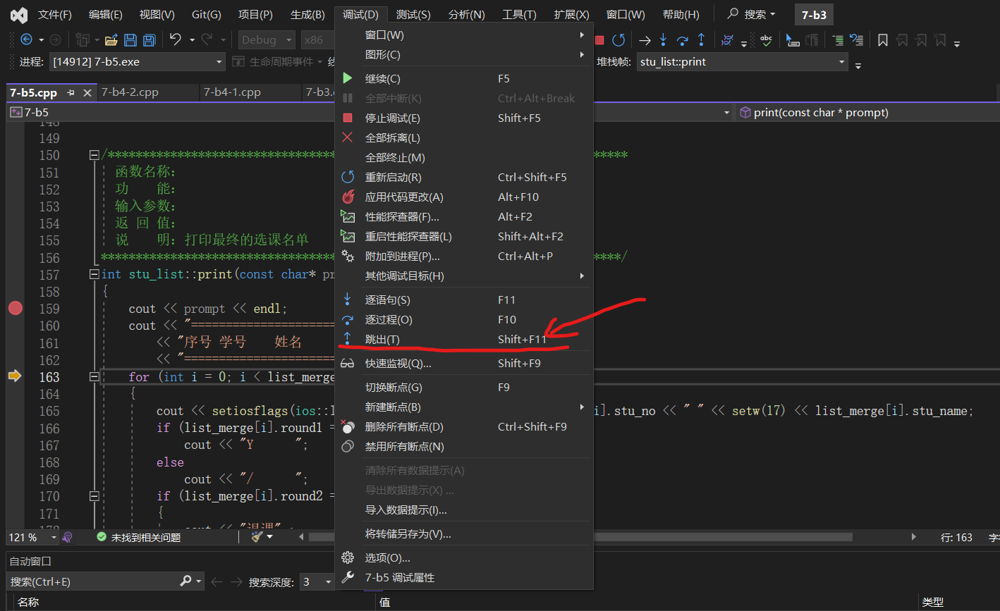 文件(F) 编辑(E) 视图(V) Git(G) 项目(P) 生成(B) 调试(D) 测试(S) 分析(N) 工具(T) 扩展(X) 窗口(W) 帮助(H) 搜索 7-b3
Debug x86
进程: [14912] 7-b5.exe 生命周期事件 堆栈帧: stu_list::print
7-b5.cpp 7-b4-2.cpp 7-b4-1.cpp
7-b5 print(const char * prompt)
窗口(W)
图形(C)
继续(C) F5
全部中断(K) Ctrl+Alt+Break
停止调试(E) Shift+F5
全部拆离(L)
全部终止(M)
重新启动(R) Ctrl+Shift+F5
应用代码更改(A) Alt+F10
性能探查器(F)... Alt+F2
重启性能探查器(L) Shift+Alt+F2
附加到进程(P)... Ctrl+Alt+P
其他调试目标(H)
逐语句(S) F11
逐过程(O) F10
跳出(T) Shift+F11
快速监视(Q)... Shift+F9
切换断点(G) F9
新建断点(B)
删除所有断点(D) Ctrl+Shift+F9
禁用所有断点(N)
清除所有数据提示(A)
导出数据提示(X) ...
导入数据提示(I)...
将转储另存为(V)...
选项(O)...
7-b5 调试属性
149
150 /*********************************
151 函数名称:
152 功 能:
153 输入参数:
154 返 回 值:
155 说 明: 打印最终的选课名单
156 **********************************/
157 int stu_list::print(const char*
158 {
159 cout << prompt << endl;
160 cout << "=====================
161 << "序号 学号 姓名
162 << "======================
163 for (int i = 0; i < list_merge
164 {
165 cout << setiosflags(ios:: i].stu_no << " " << setw(17) << list_merge[i].stu_name;
166 if (list_merge[i].round1 =
167 cout << "Y ";
168 else
169 cout << "/ ";
170 if (list_merge[i].round2 =
171 {
121 % 未找到相关问题 行: 163
自动窗口
搜索(Ctrl+E) 搜索深度: 3
名称 值 类型